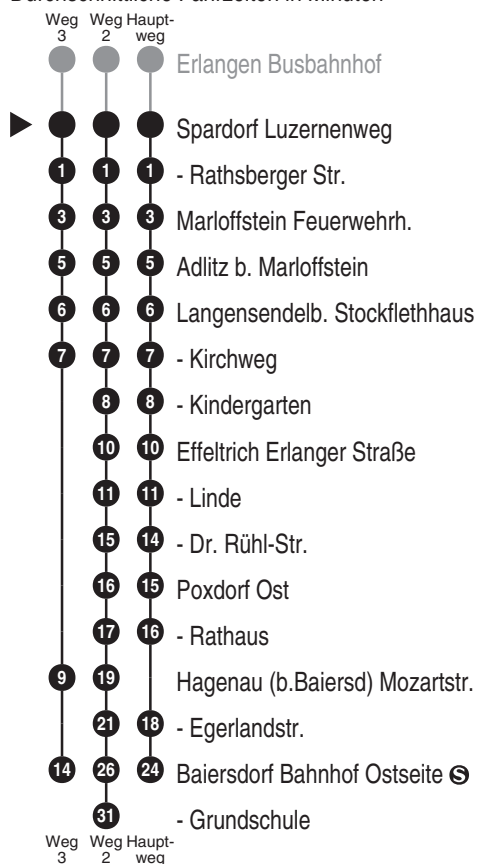 Weg Weg Haupt-
3 2 weg
Erlangen Busbahnhof
Spardorf Luzernenweg
1 1 1 - Rathsberger Str.
3 3 3 Marloffstein Feuerwehrh.
5 5 5 Adlitz b. Marloffstein
6 6 6 Langensendelb. Stockflethhaus
7 7 7 - Kirchweg
8 8 - Kindergarten
10 10 Effeltrich Erlanger Straße
11 11 - Linde
15 14 - Dr. Rühl-Str.
16 15 Poxdorf Ost
17 16 - Rathaus
9 19 Hagenau (b.Baiersd) Mozartstr.
21 18 - Egerlandstr.
14 26 24 Baiersdorf Bahnhof Ostseite S
31 - Grundschule
Weg Weg Haupt-
3 2 weg